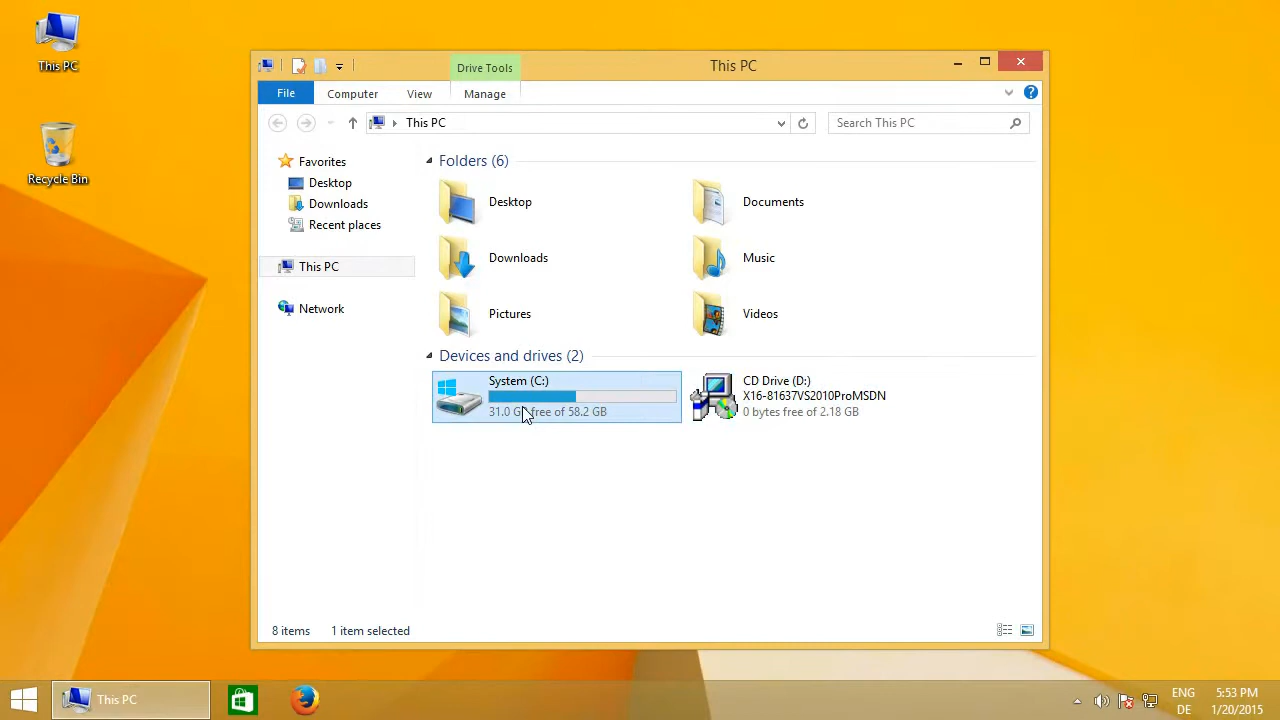 This PC
Recycle Bin
Drive Tools
This PC
File
Computer
View
Manage
This PC
Search This PC
Favorites
Desktop
Downloads
Recent places
This PC
Network
Folders (6)
Desktop
Documents
Downloads
Music
Pictures
Videos
Devices and drives (2)
System (C:)
31.0 GB free of 58.2 GB
CD Drive (D:)
X16-81637VS2010ProMSDN
0 bytes free of 2.18 GB
8 items
1 item selected
This PC
ENG
DE
5:53 PM
1/20/2015